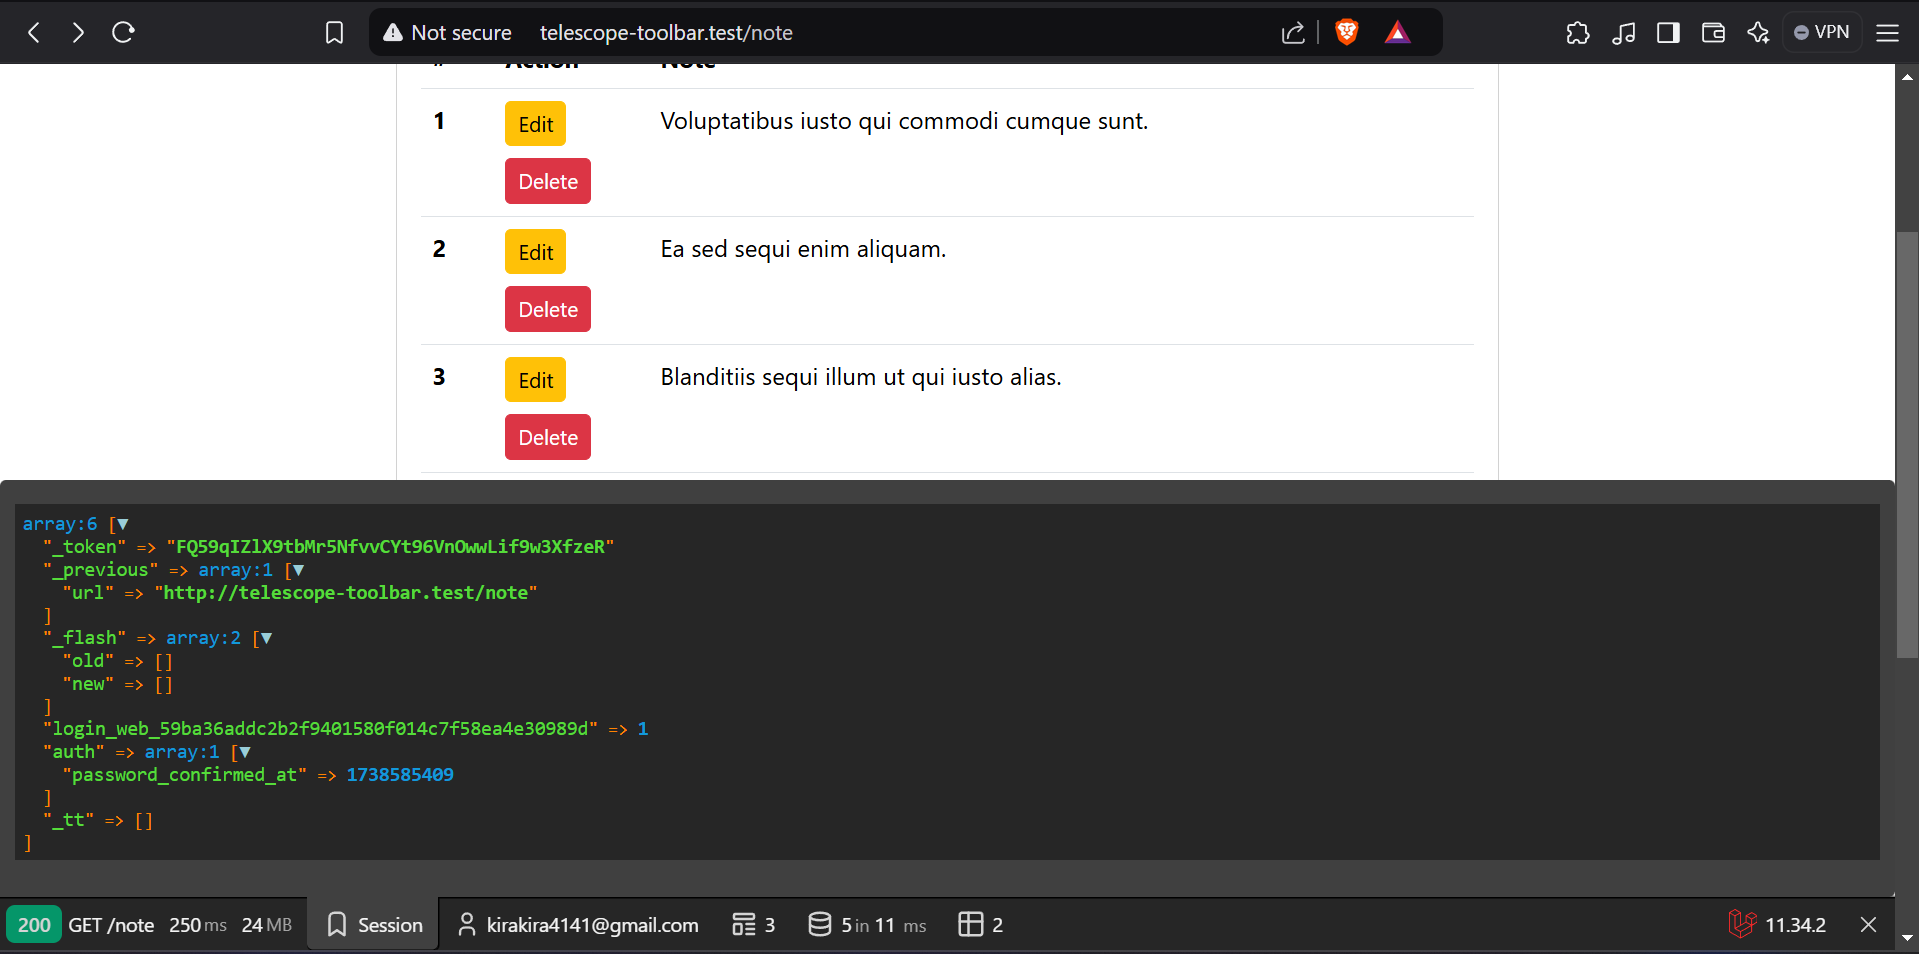 Not secure telescope-toolbar.test/note VPN
# Action Note
1 Edit Voluptatibus iusto qui commodi cumque sunt.
Delete
2 Edit Ea sed sequi enim aliquam.
Delete
3 Edit Blanditiis sequi illum ut qui iusto alias.
Delete
array:6 [▼
"_token" => "FQ59qIZlX9tbMr5NfvvCYt96VnOwwLif9w3XfzeR"
"_previous" => array:1 [▼
"url" => "http://telescope-toolbar.test/note"
]
"_flash" => array:2 [▼
"old" => []
"new" => []
]
"login_web_59ba36addc2b2f9401580f014c7f58ea4e30989d" => 1
"auth" => array:1 [▼
"password_confirmed_at" => 1738585409
]
"_tt" => []
]
200 GET /note 250 ms 24 MB Session kirakira4141@gmail.com 3 5 in 11 ms 2 11.34.2